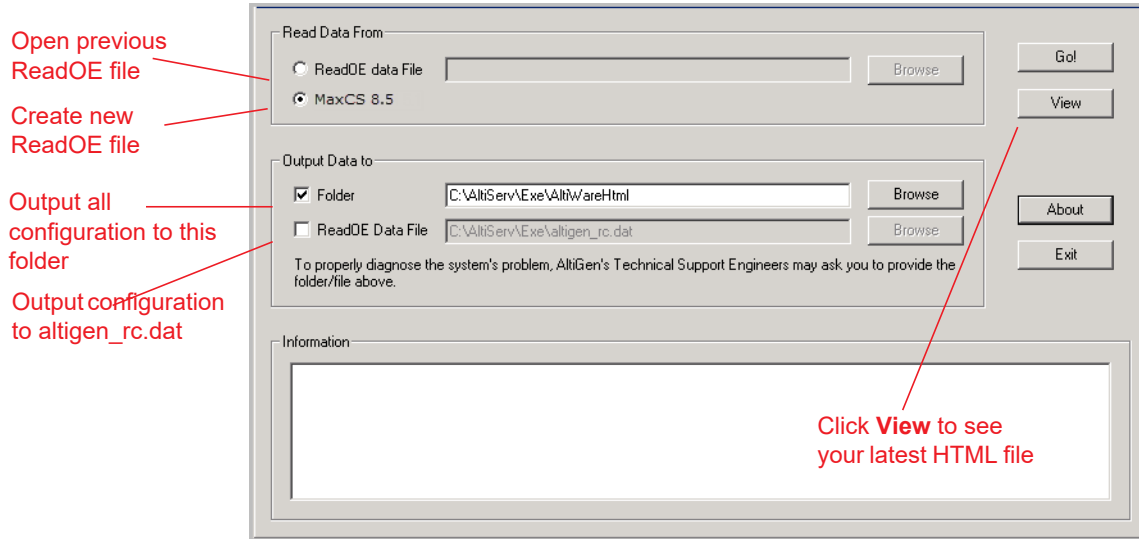 Open previous
ReadOE file
Create new
ReadOE file
Output all
configuration to this
folder
Output configuration
to altigen_rc.dat
Read Data From
ReadOE data File
Browse
MaxCS 8.5
Output Data to
Folder
C:\AltiServ\Exe\AltiWareHtml
Browse
ReadOE Data File
C:\AltiServ\Exe\altigen_rc.dat
Browse
To properly diagnose the system's problem, AltiGen's Technical Support Engineers may ask you to provide the
folder/file above.
Information
Go!
View
About
Exit
Click View to see
your latest HTML file